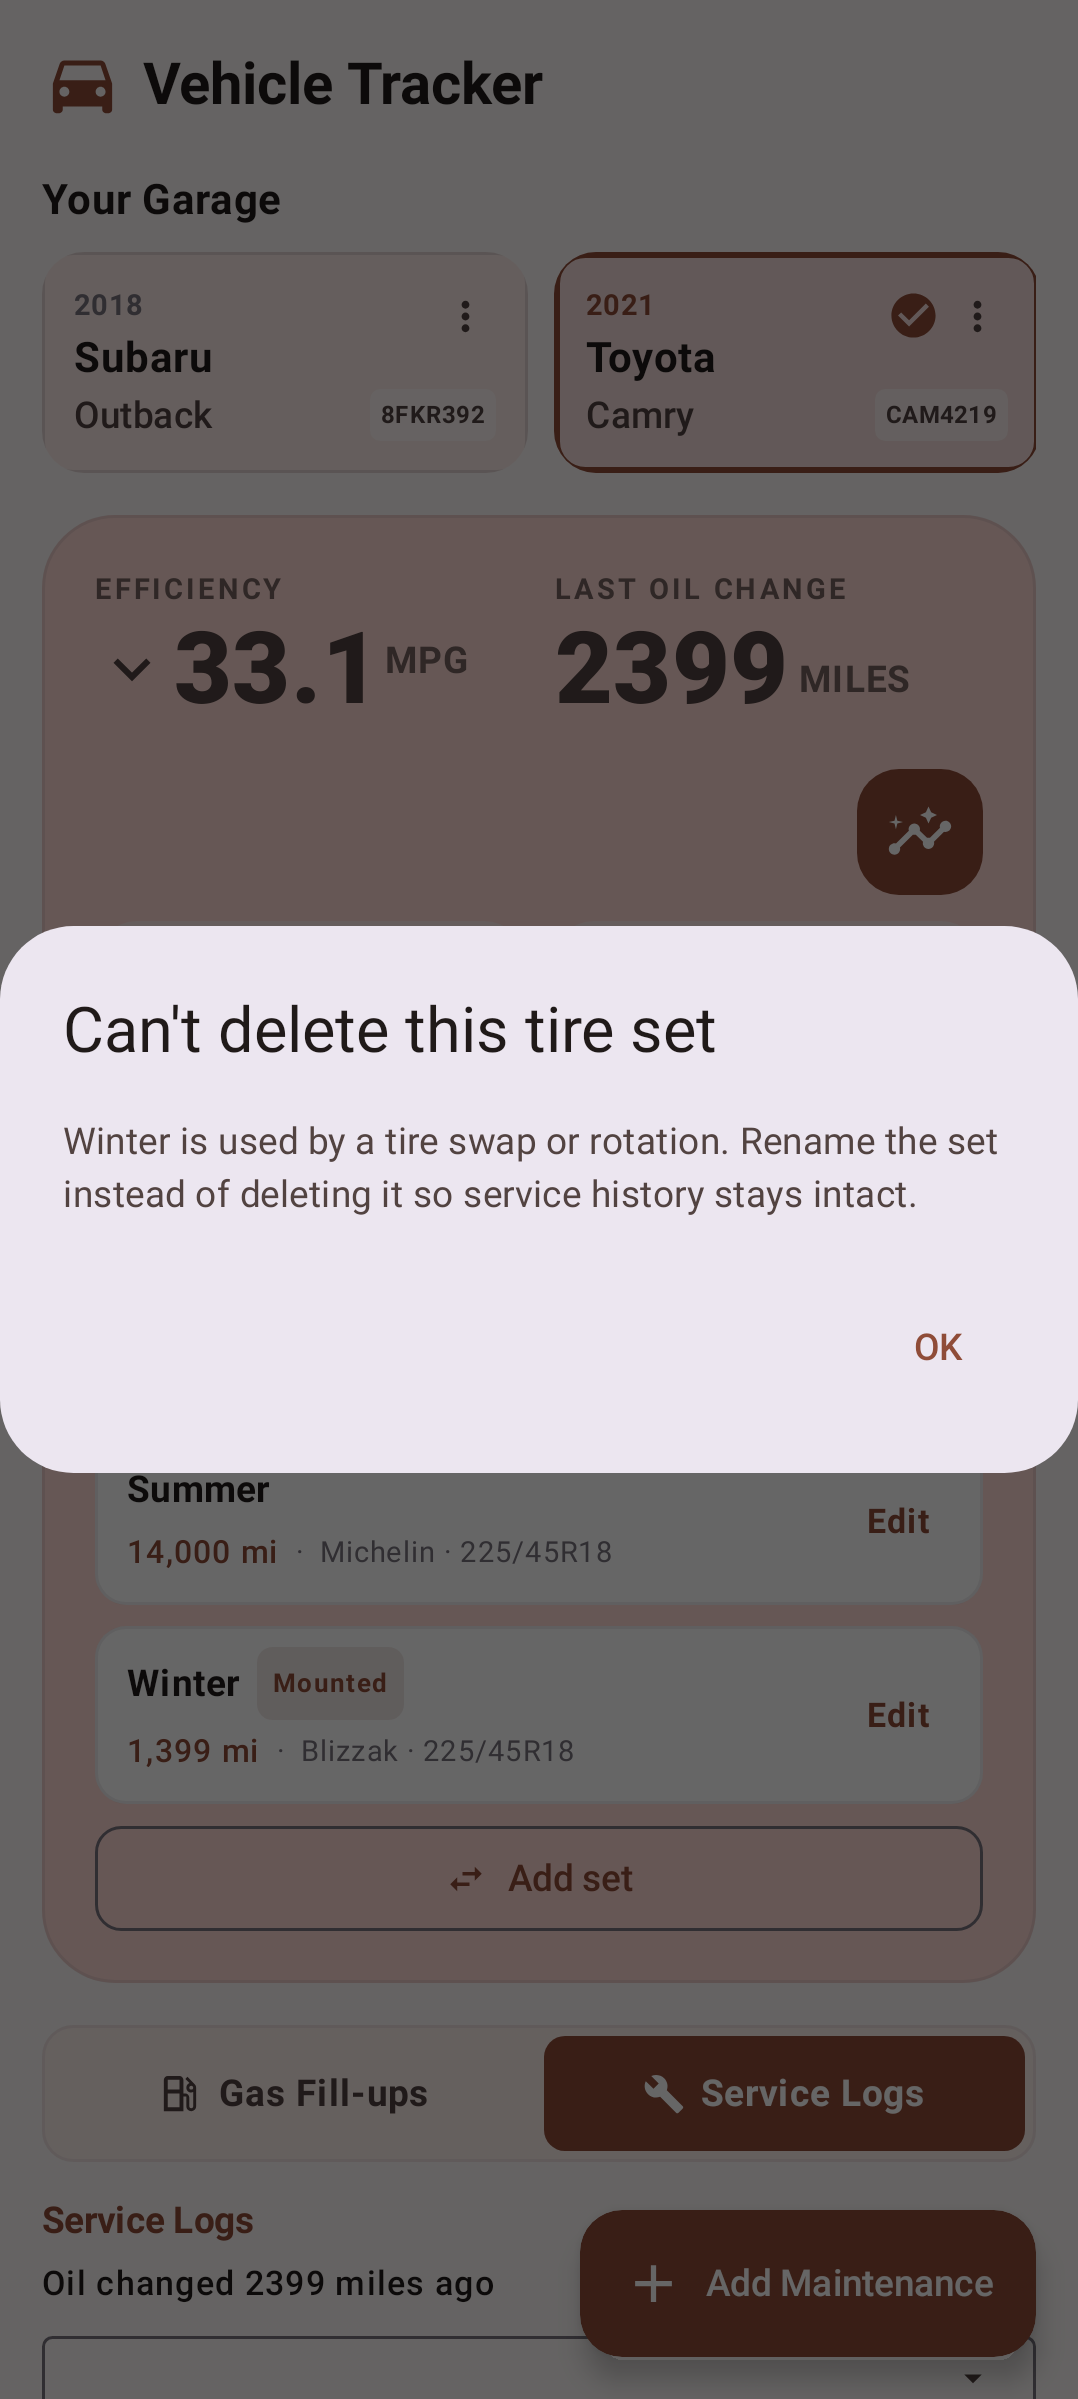 Vehicle Tracker
Your Garage
2018
Subaru
Outback
8FKR392
2021
Toyota
Camry
CAM4219
EFFICIENCY
33.1 MPG
LAST OIL CHANGE
2399 MILES
Can't delete this tire set
Winter is used by a tire swap or rotation. Rename the set
instead of deleting it so service history stays intact.
OK
Summer
14,000 mi · Michelin · 225/45R18
Edit
Winter Mounted
1,399 mi · Blizzak · 225/45R18
Edit
Add set
Gas Fill-ups
Service Logs
Service Logs
Oil changed 2399 miles ago
Add Maintenance